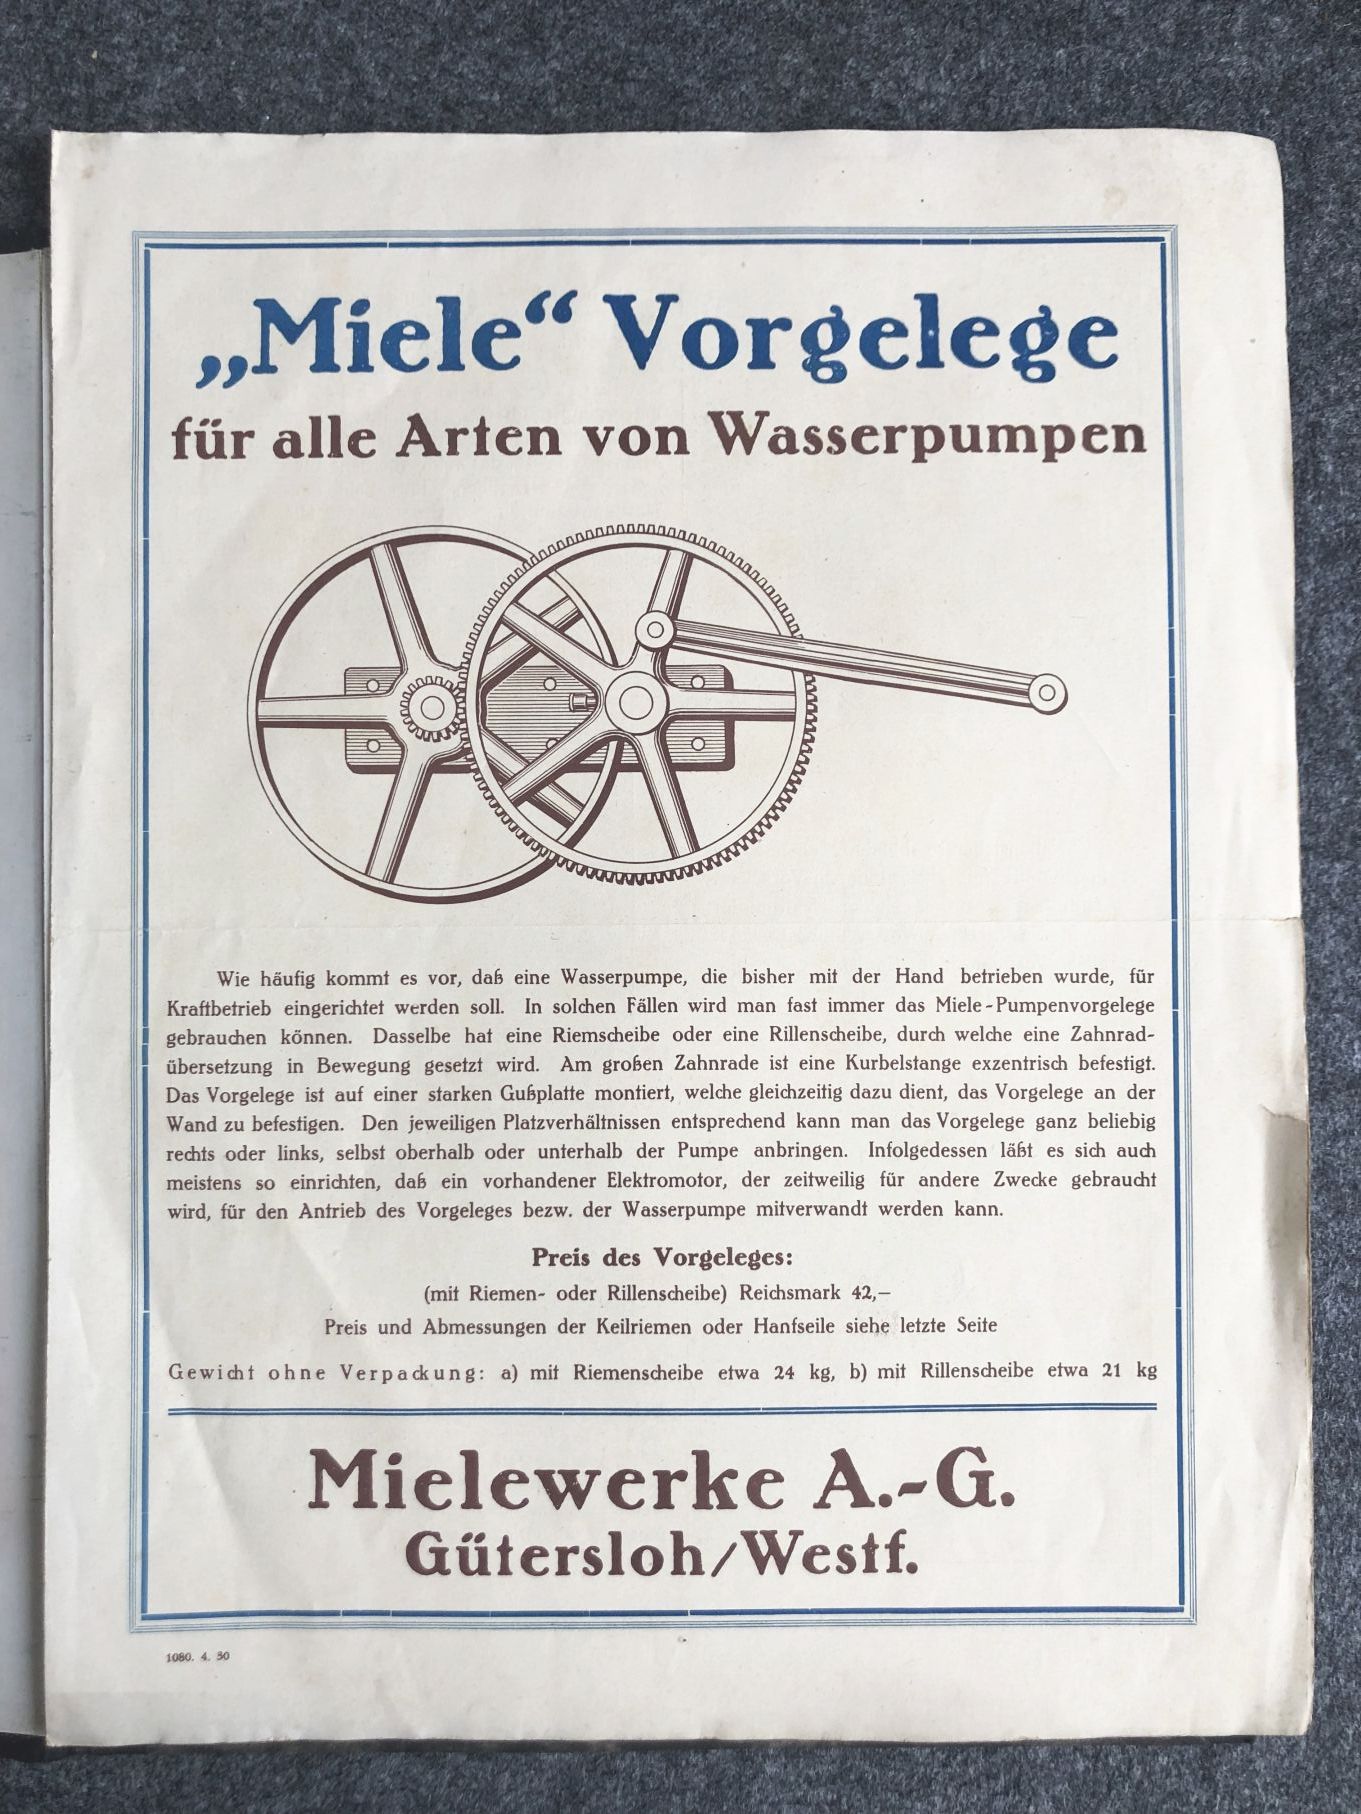 „Miele“ Vorgelege
für alle Arten von Wasserpumpen
Wie häufig kommt es vor, daß eine Wasserpumpe, die bisher mit der Hand betrieben wurde, für
Kraftbetrieb eingerichtet werden soll. In solchen Fällen wird man fast immer das Miele-Pumpenvorgelege
gebrauchen können. Dasselbe hat eine Riemscheibe oder eine Rillenscheibe, durch welche eine Zahnrad-
übersetzung in Bewegung gesetzt wird. Am großen Zahnrade ist eine Kurbelstange exzentrisch befestigt.
Das Vorgelege ist auf einer starken Gußplatte montiert, welche gleichzeitig dazu dient, das Vorgelege an der
Wand zu befestigen. Den jeweiligen Platzverhältnissen entsprechend kann man das Vorgelege ganz beliebig
rechts oder links, selbst oberhalb oder unterhalb der Pumpe anbringen. Infolgedessen läßt es sich auch
meistens so einrichten, daß ein vorhandener Elektromotor, der zeitweilig für andere Zwecke gebraucht
wird, für den Antrieb des Vorgeleges bezw. der Wasserpumpe mitverwandt werden kann.
Preis des Vorgeleges:
(mit Riemen- oder Rillenscheibe) Reichsmark 42,–
Preis und Abmessungen der Keilriemen oder Hanfseile siehe letzte Seite
Gewicht ohne Verpackung: a) mit Riemenscheibe etwa 24 kg, b) mit Rillenscheibe etwa 21 kg
Mielewerke A.-G.
Gütersloh/Westf.
1080. 4. 30